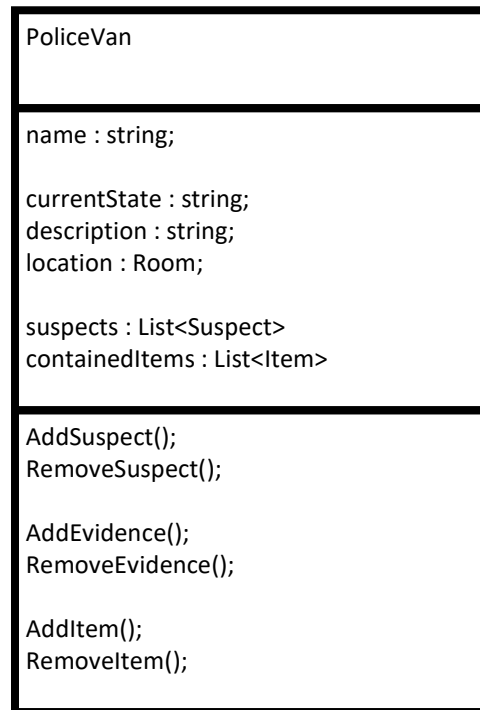 PoliceVan
name : string;
currentState : string;
description : string;
location : Room;
suspects : List<Suspect>
containedItems : List<Item>
AddSuspect();
RemoveSuspect();
AddEvidence();
RemoveEvidence();
AddItem();
RemoveItem();